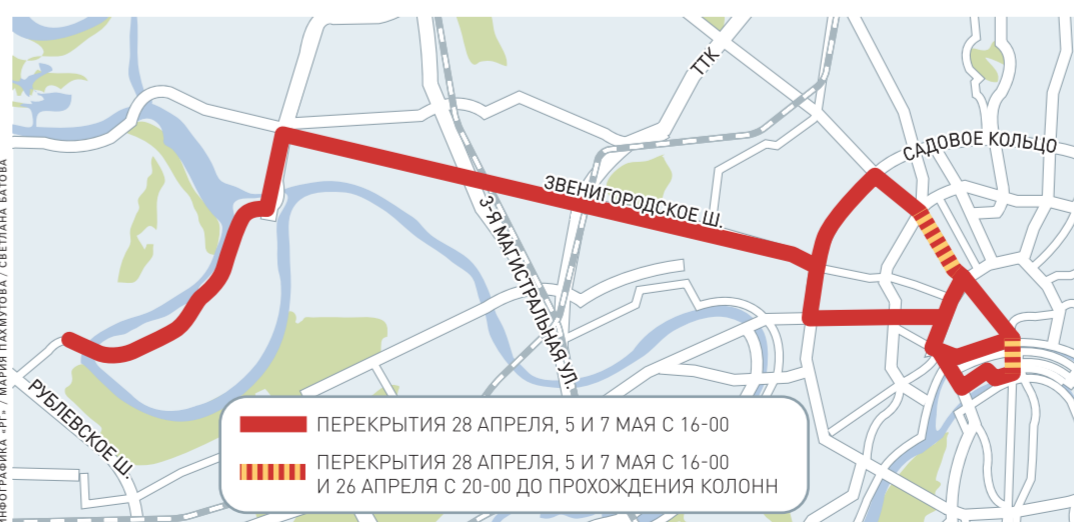 ТТК
САДОВОЕ КОЛЬЦО
ЗВЕНИГОРОДСКОЕ Ш.
3-Я МАГИСТРАЛЬНАЯ УЛ.
РУБЛЕВСКОЕ Ш.
ПЕРЕКРЫТИЯ 28 АПРЕЛЯ, 5 И 7 МАЯ С 16-00
ПЕРЕКРЫТИЯ 28 АПРЕЛЯ, 5 И 7 МАЯ С 16-00
И 26 АПРЕЛЯ С 20-00 ДО ПРОХОЖДЕНИЯ КОЛОНН
ИНФОГРАФИКА «РГ» / МАРИЯ ПАХМУТОВА / СВЕТЛАНА БАТОВА